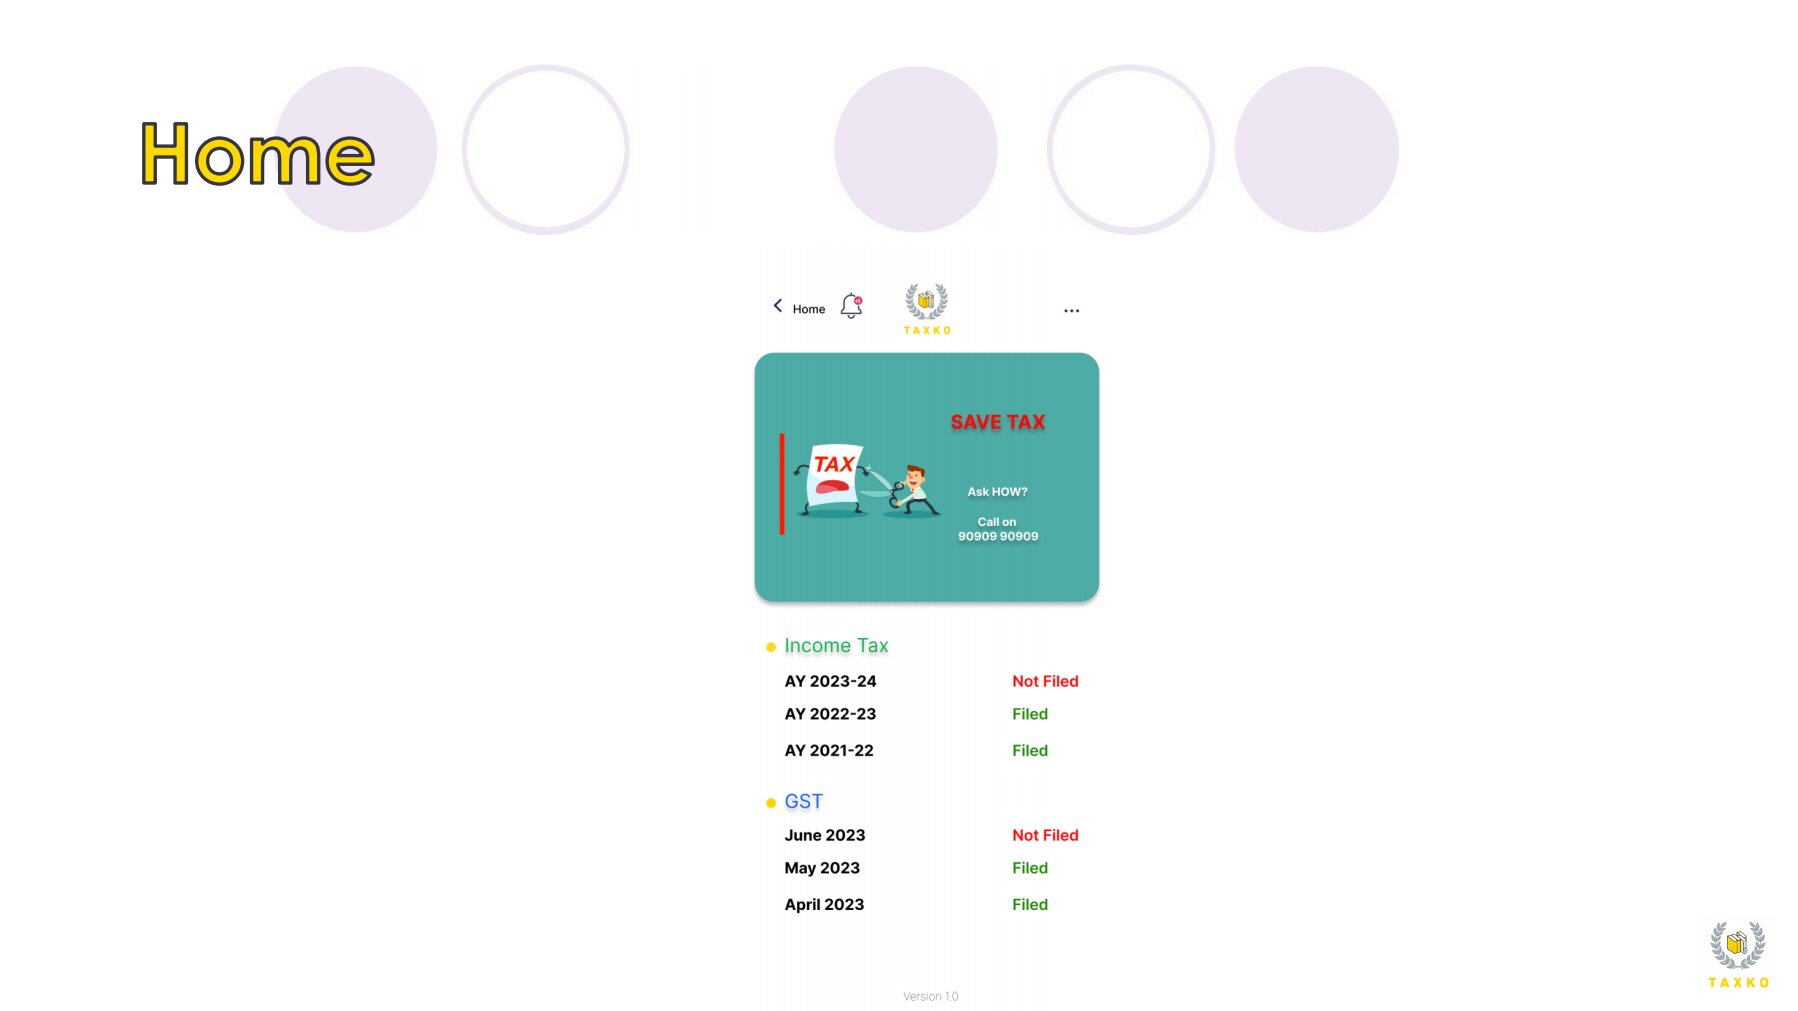 Home
Home
TAXKO
...
SAVE TAX
TAX
Ask HOW?
Call on
90909 90909
Income Tax
AY 2023-24 Not Filed
AY 2022-23 Filed
AY 2021-22 Filed
GST
June 2023 Not Filed
May 2023 Filed
April 2023 Filed
TAXKO
Version 1.0